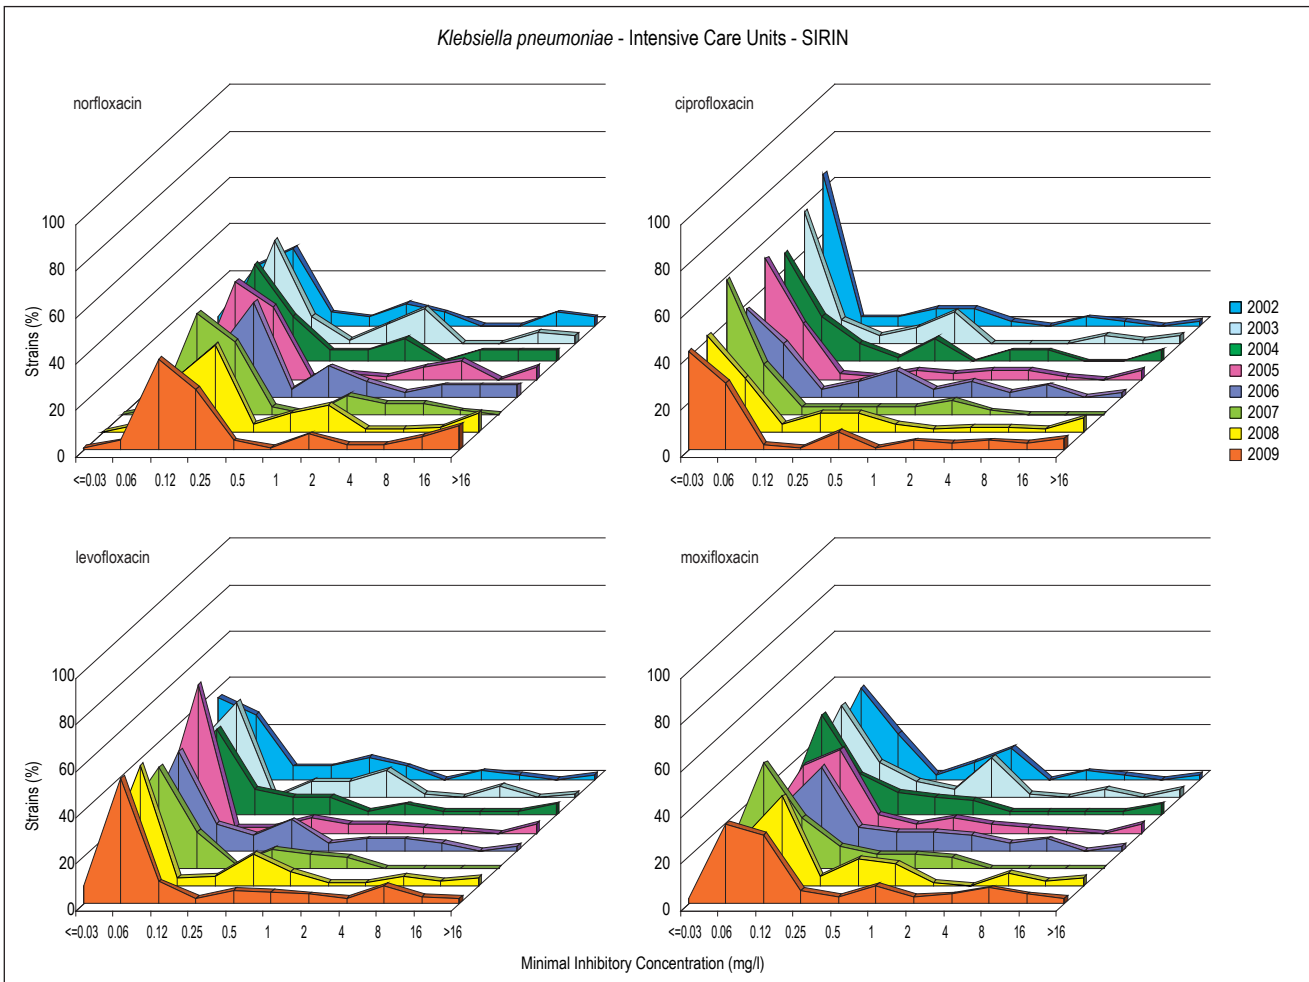 Klebsiella pneumoniae - Intensive Care Units - SIRIN
norfloxacin
100
80
60
40
20
0
Strains (%)
<=0.03 0.06 0.12 0.25 0.5 1 2 4 8 16 >16
ciprofloxacin
100
80
60
40
20
0
<=0.03 0.06 0.12 0.25 0.5 1 2 4 8 16 >16
2002
2003
2004
2005
2006
2007
2008
2009
levofloxacin
100
80
60
40
20
0
Strains (%)
<=0.03 0.06 0.12 0.25 0.5 1 2 4 8 16 >16
moxifloxacin
100
80
60
40
20
0
<=0.03 0.06 0.12 0.25 0.5 1 2 4 8 16 >16
Minimal Inhibitory Concentration (mg/l)